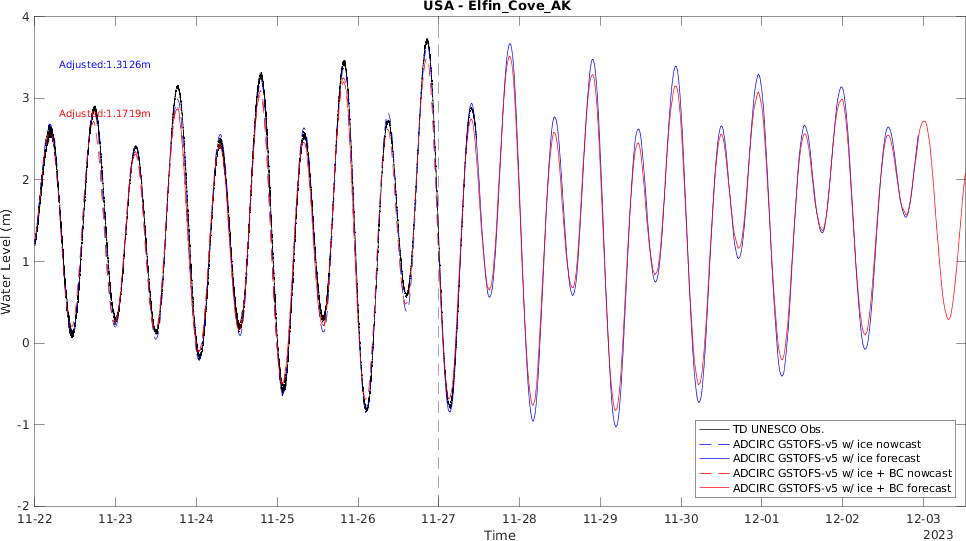 USA - Elfin_Cove_AK
4
3
2
1
0
-1
-2
Water Level (m)
Adjusted:1.3126m
Adjusted:1.1719m
TD UNESCO Obs.
ADCIRC GSTOFS-v5 w/ ice nowcast
ADCIRC GSTOFS-v5 w/ ice forecast
ADCIRC GSTOFS-v5 w/ ice + BC nowcast
ADCIRC GSTOFS-v5 w/ ice + BC forecast
11-22 11-23 11-24 11-25 11-26 11-27 11-28 11-29 11-30 12-01 12-02 12-03
Time
2023